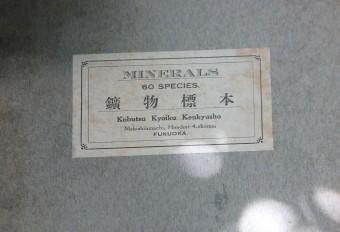 MINERALS
60 SPECIES.
鑛物標本
Kobutsu Kyoiku Kenkyusho
FUKUOKA.